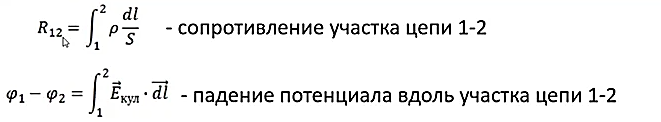 R₁₂ = ∫₁² ρ dl/S - сопротивление участка цепи 1-2
φ₁ − φ₂ = ∫₁² E⃗кул · d⃗l⃗ - падение потенциала вдоль участка цепи 1-2